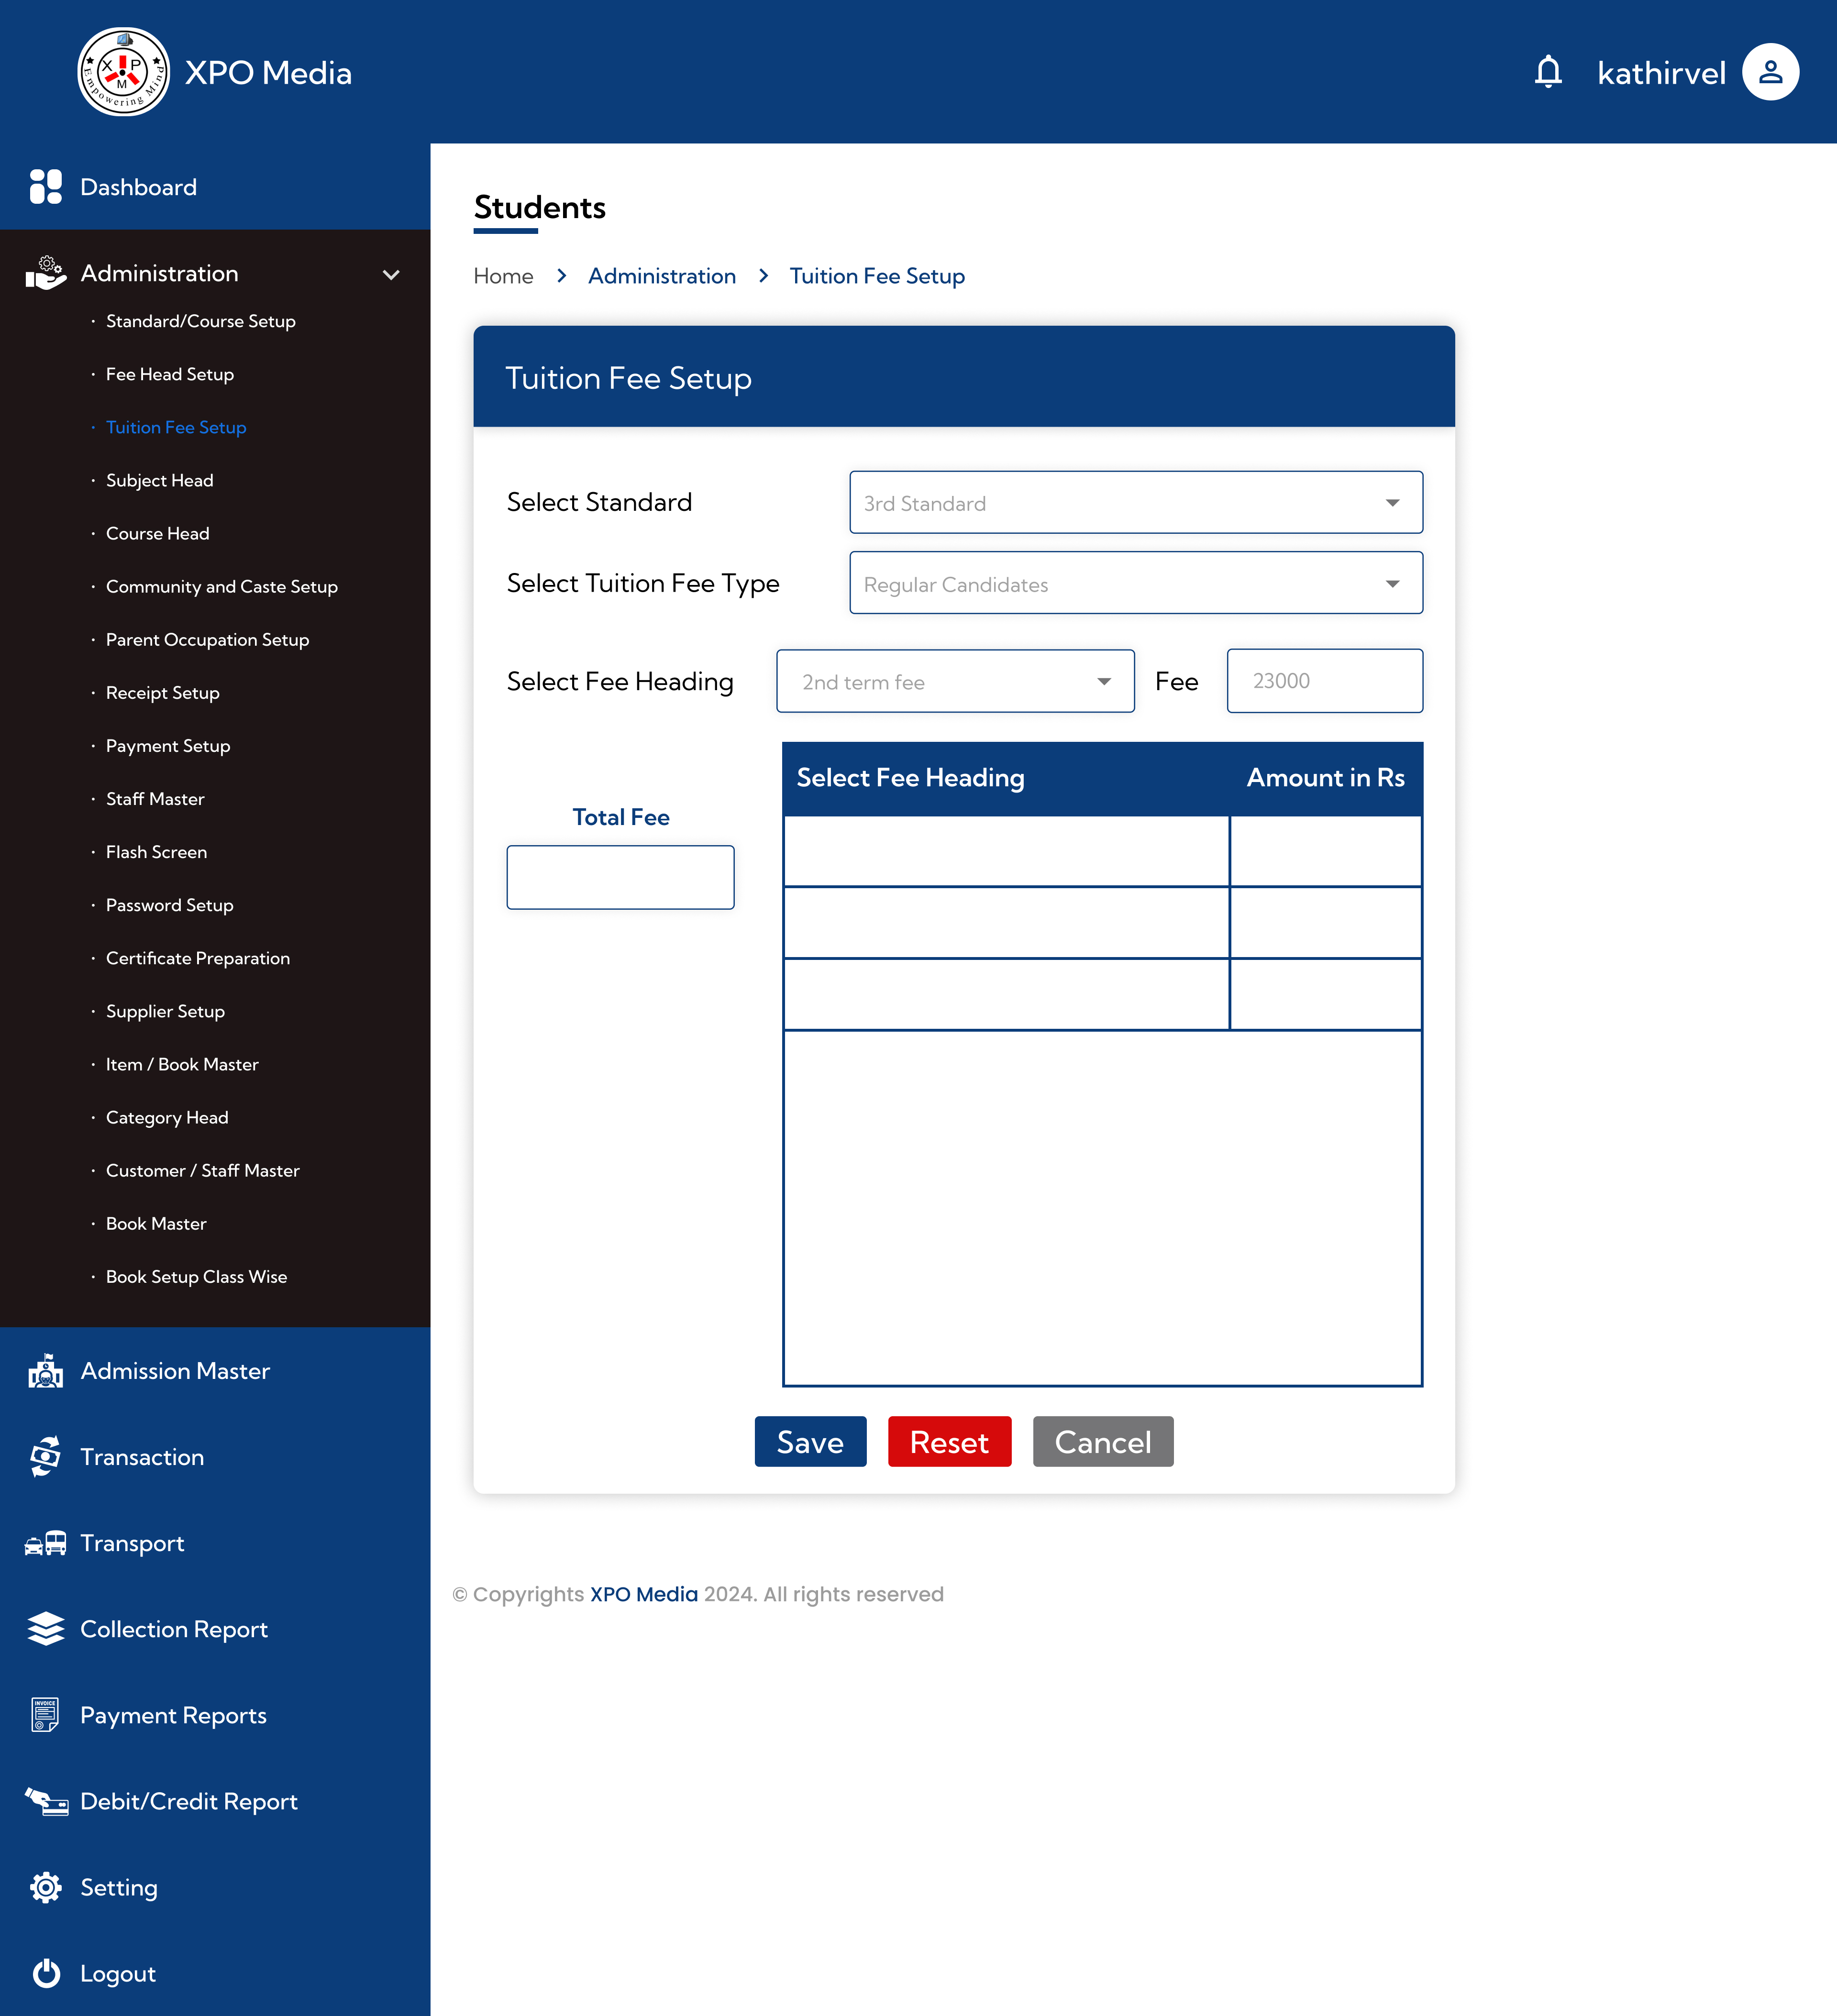 X P
M
Empowering Mind
XPO Media
kathirvel
Dashboard
Administration
· Standard/Course Setup
· Fee Head Setup
· Tuition Fee Setup
· Subject Head
· Course Head
· Community and Caste Setup
· Parent Occupation Setup
· Receipt Setup
· Payment Setup
· Staff Master
· Flash Screen
· Password Setup
· Certificate Preparation
· Supplier Setup
· Item / Book Master
· Category Head
· Customer / Staff Master
· Book Master
· Book Setup Class Wise
Admission Master
Transaction
Transport
Collection Report
INVOICE
Payment Reports
Debit/Credit Report
Setting
Logout
Students
Home > Administration > Tuition Fee Setup
Tuition Fee Setup
Select Standard 3rd Standard
Select Tuition Fee Type Regular Candidates
Select Fee Heading 2nd term fee Fee 23000
Select Fee Heading Amount in Rs
Total Fee
Save Reset Cancel
© Copyrights XPO Media 2024. All rights reserved